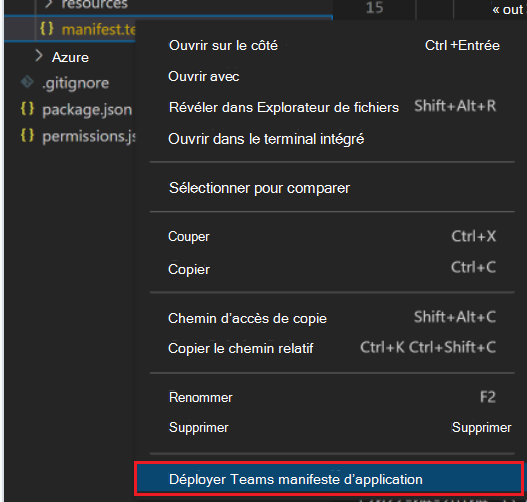 resources
15
« out
{} manifest.te
Azure
.gitignore
{} package.json
{} permissions.js
Ouvrir sur le côté Ctrl +Entrée
Ouvrir avec
Révéler dans Explorateur de fichiers Shift+Alt+R
Ouvrir dans le terminal intégré
Sélectionner pour comparer
Couper Ctrl+X
Copier Ctrl+C
Chemin d'accès de copie Shift+Alt+C
Copier le chemin relatif Ctrl+K Ctrl+Shift+C
Renommer F2
Supprimer Supprimer
Déployer Teams manifeste d'application